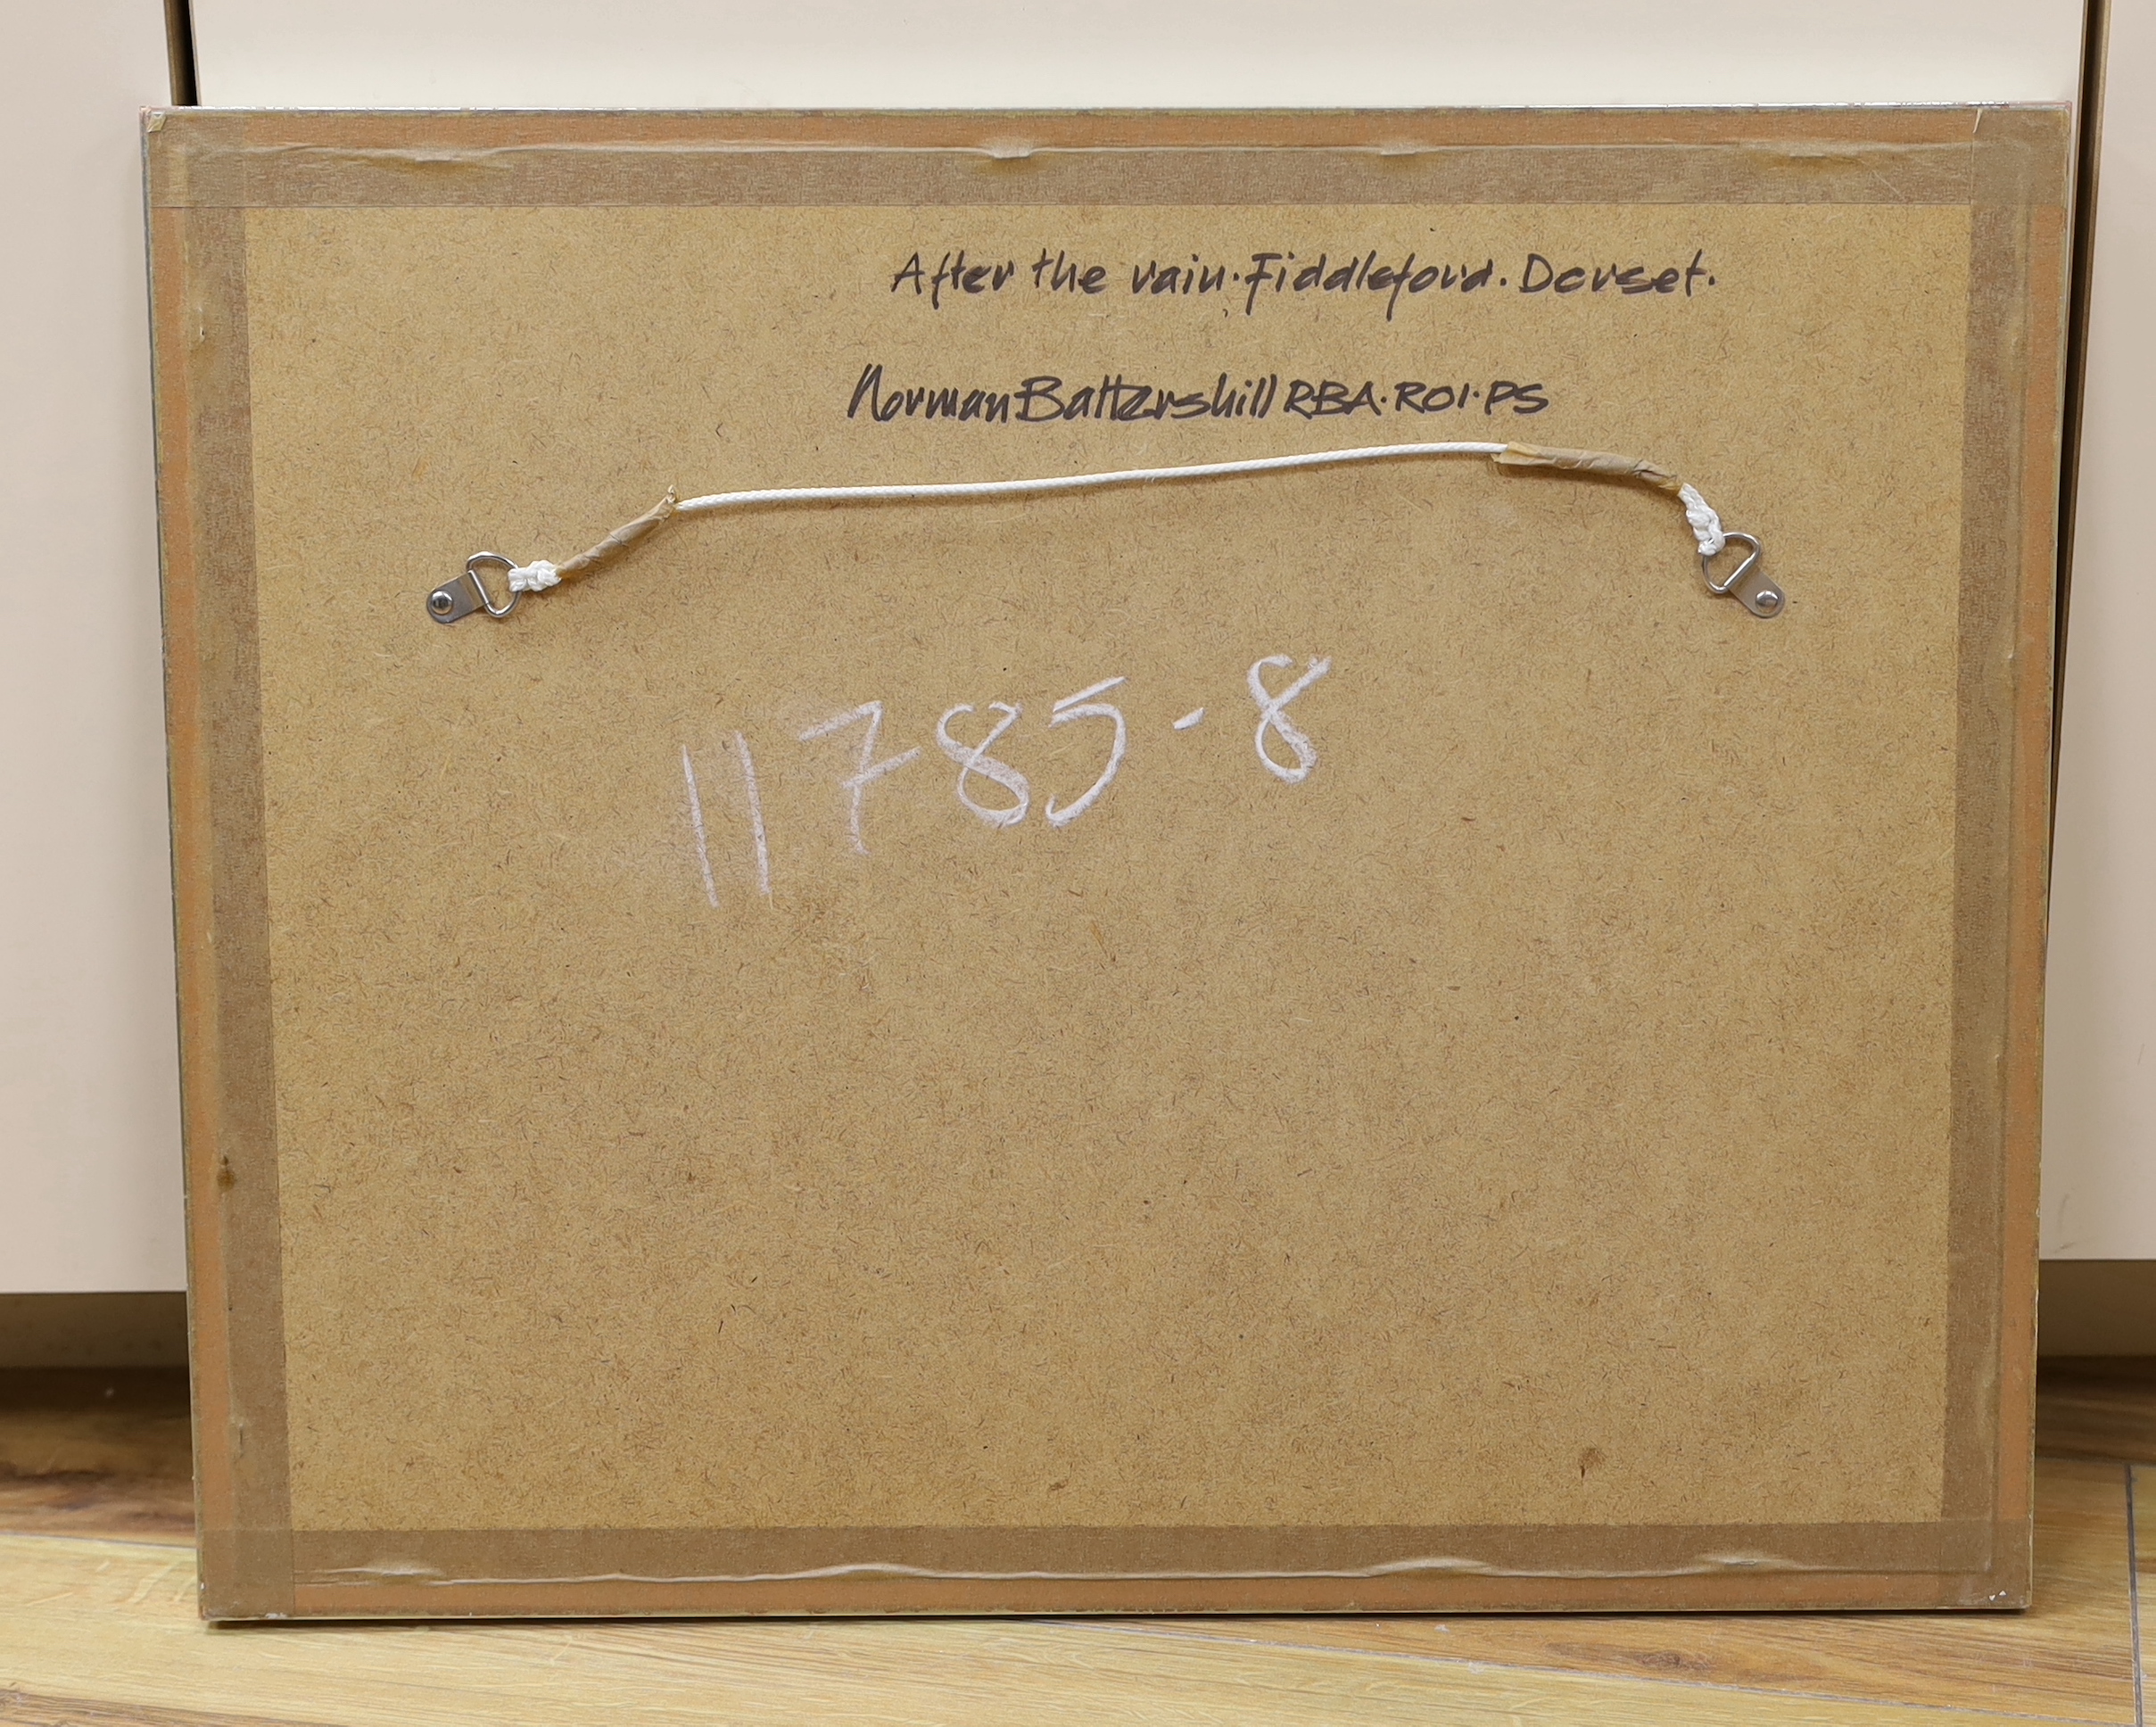 After the rain. Fiddleford. Dorset.
Norman Battershill RBA. ROI. PS
11785-8